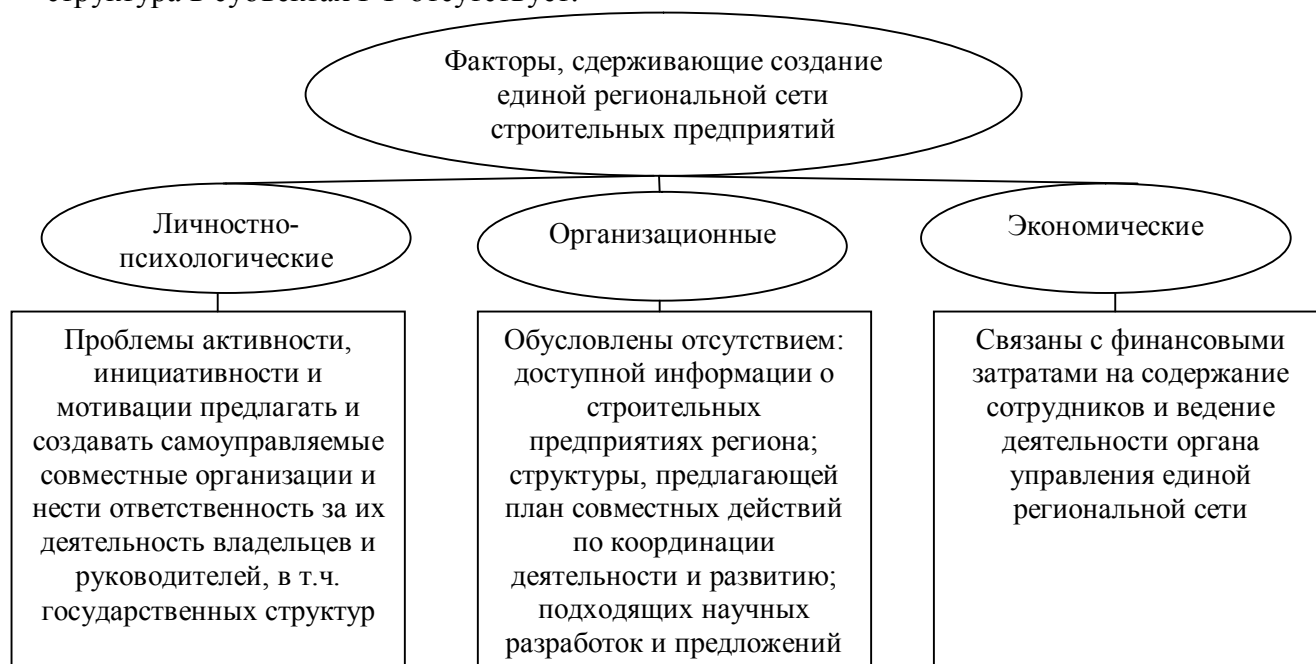 Факторы, сдерживающие создание
единой региональной сети
строительных предприятий
Личностно-
психологические
Организационные
Экономические
Проблемы активности,
инициативности и
мотивации предлагать и
создавать самоуправляемые
совместные организации и
нести ответственность за их
деятельность владельцев и
руководителей, в т.ч.
государственных структур
Обусловлены отсутствием:
доступной информации о
строительных
предприятиях региона;
структуры, предлагающей
план совместных действий
по координации
деятельности и развитию;
подходящих научных
разработок и предложений
Связаны с финансовыми
затратами на содержание
сотрудников и ведение
деятельности органа
управления единой
региональной сети